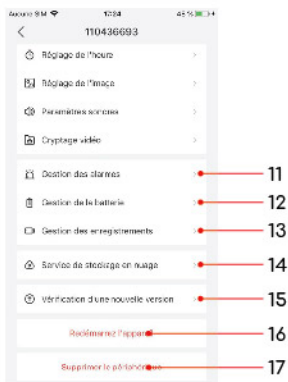 Aucune SIM 17:24 48 %
110436693
Réglage de l'heure
Réglage de l'image
Paramètres sonores
Cryptage vidéo
Gestion des alarmes 11
Gestion de la batterie 12
Gestion des enregistrements 13
Service de stockage en nuage 14
Vérification d'une nouvelle version 15
Redémarrez l'appareil 16
Supprimer le périphérique 17